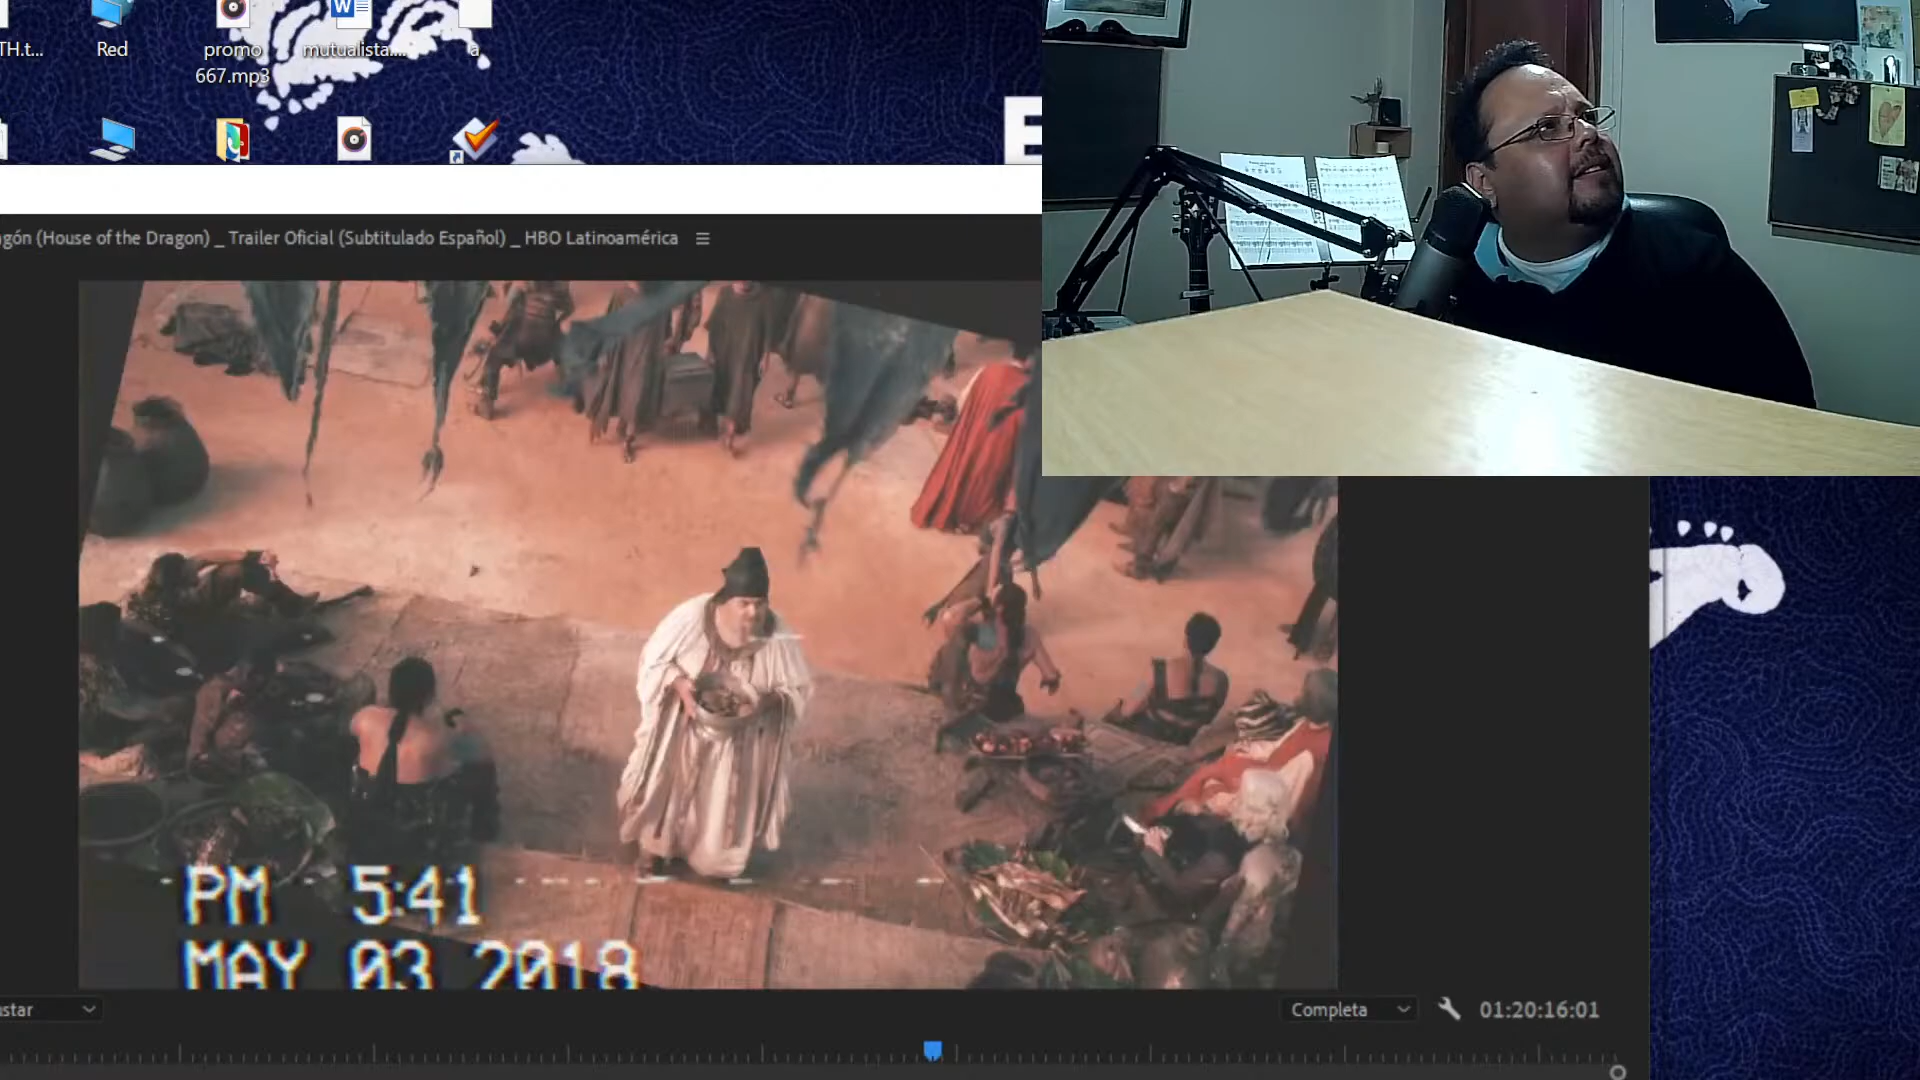 TH.t...
Red
promo
667.mp3
mutualista....
a
E
agón (House of the Dragon) _ Trailer Oficial (Subtitulado Español) _ HBO Latinoamérica
PM 5:41
MAY 03 2018
ustar
Completa
01:20:16:01